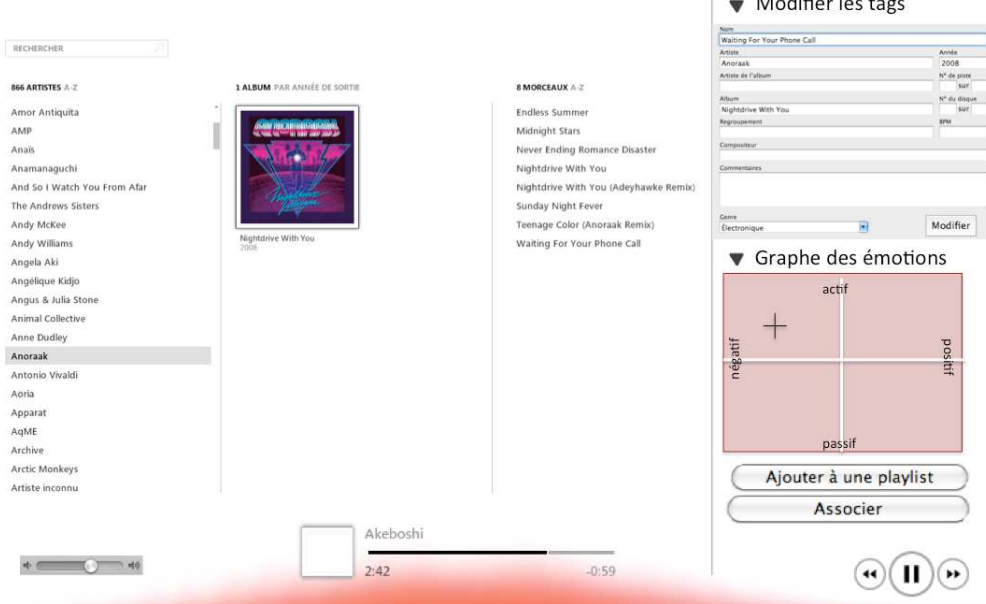 RECHERCHER
866 ARTISTES A-Z
Amor Antiquita
AMP
Anaïs
Anamanaguchi
And So I Watch You From Afar
The Andrews Sisters
Andy McKee
Andy Williams
Angela Aki
Angélique Kidjo
Angus & Julia Stone
Animal Collective
Anne Dudley
Anoraak
Antonio Vivaldi
Aoria
Apparat
AqME
Archive
Arctic Monkeys
Artiste inconnu
1 ALBUM PAR ANNÉE DE SORTIE
ANORAAK
Nightdrive With You
Nightdrive With You
2008
8 MORCEAUX A-Z
Endless Summer
Midnight Stars
Never Ending Romance Disaster
Nightdrive With You
Nightdrive With You (Adeyhawke Remix)
Sunday Night Fever
Teenage Color (Anoraak Remix)
Waiting For Your Phone Call
Modifier les tags
Nom
Waiting For Your Phone Call
Artiste Année
Anoraak 2008
Artiste de l'album N° de piste
sur
Album N° du disque
Nightdrive With You sur
Regroupement BPM
Compositeur
Commentaires
Genre
Électronique
Modifier
Graphe des émotions
actif
négatif
positif
passif
Ajouter à une playlist
Associer
Akeboshi
2:42 -0:59